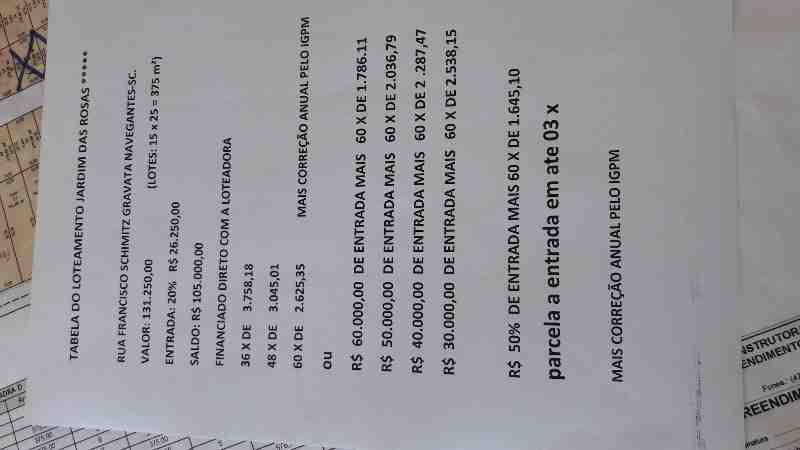 TABELA DO LOTEAMENTO JARDIM DAS ROSAS *****
RUA FRANCISCO SCHIMITZ GRAVATA NAVEGANTES-SC.
VALOR: 131.250,00 (LOTES: 15 x 25 = 375 m²)
ENTRADA: 20% R$ 26.250,00
SALDO: R$ 105.000,00
FINANCIADO DIRETO COM A LOTEADORA
36 X DE 3.758,18
48 X DE 3.045,01
60 X DE 2.625,35 MAIS CORREÇÃO ANUAL PELO IGPM
ou
R$ 60.000,00 DE ENTRADA MAIS 60 X DE 1.786.11
R$ 50.000,00 DE ENTRADA MAIS 60 X DE 2.036,79
R$ 40.000,00 DE ENTRADA MAIS 60 X DE 2 .287,47
R$ 30.000,00 DE ENTRADA MAIS 60 X DE 2.538,15
R$ 50% DE ENTRADA MAIS 60 X DE 1.645,10
parcela a entrada em ate 03 x
MAIS CORREÇÃO ANUAL PELO IGPM